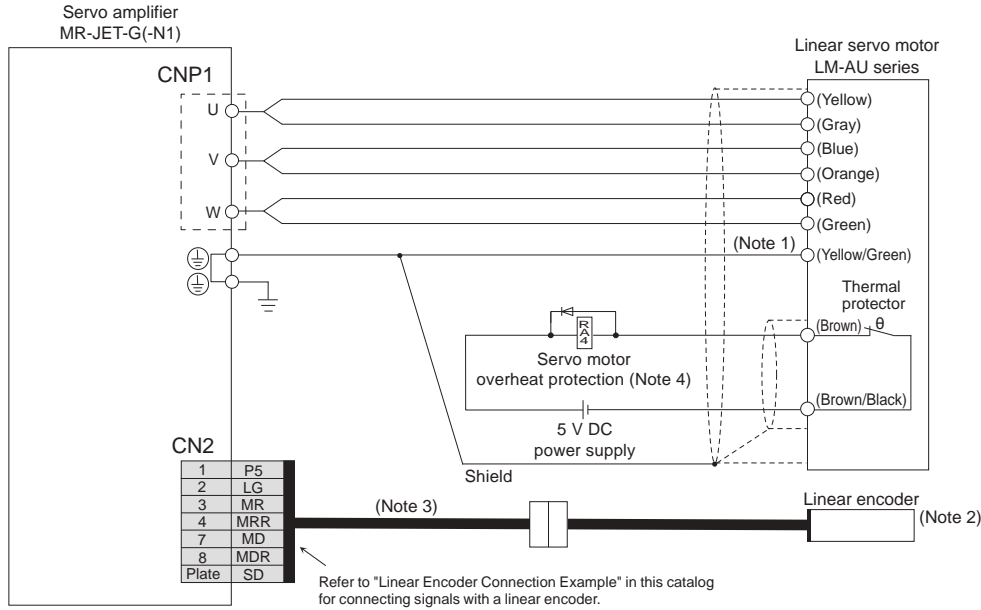 Servo amplifier
MR-JET-G(-N1)
Linear servo motor
LM-AU series
CNP1
U
V
W
(Yellow)
(Gray)
(Blue)
(Orange)
(Red)
(Green)
(Note 1)
(Yellow/Green)
Thermal
protector
(Brown)
θ
RA4
Servo motor
overheat protection (Note 4)
(Brown/Black)
5 V DC
power supply
Shield
CN2
1 P5
2 LG
3 MR
4 MRR
7 MD
8 MDR
Plate SD
(Note 3)
Linear encoder
(Note 2)
Refer to "Linear Encoder Connection Example" in this catalog
for connecting signals with a linear encoder.